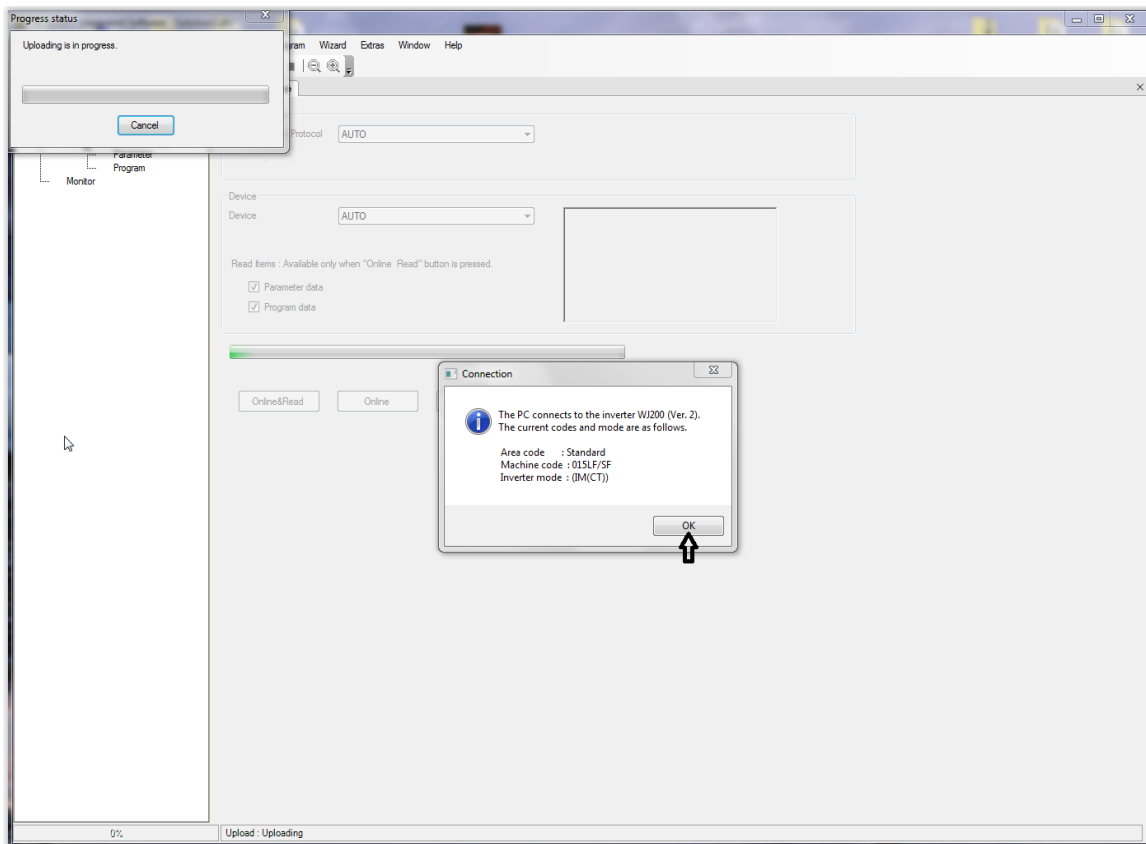 Progress status
Uploading is in progress.
Cancel
Wizard Extras Window Help
Protocol AUTO
Parameter
Program
Monitor
Device
Device AUTO
Read Items : Available only when "Online Read" button is pressed.
Parameter data
Program data
Online&Read Online
Connection
The PC connects to the inverter WJ200 (Ver. 2).
The current codes and mode are as follows.
Area code : Standard
Machine code : 015LF/SF
Inverter mode : (IM(CT))
OK
0% Upload : Uploading